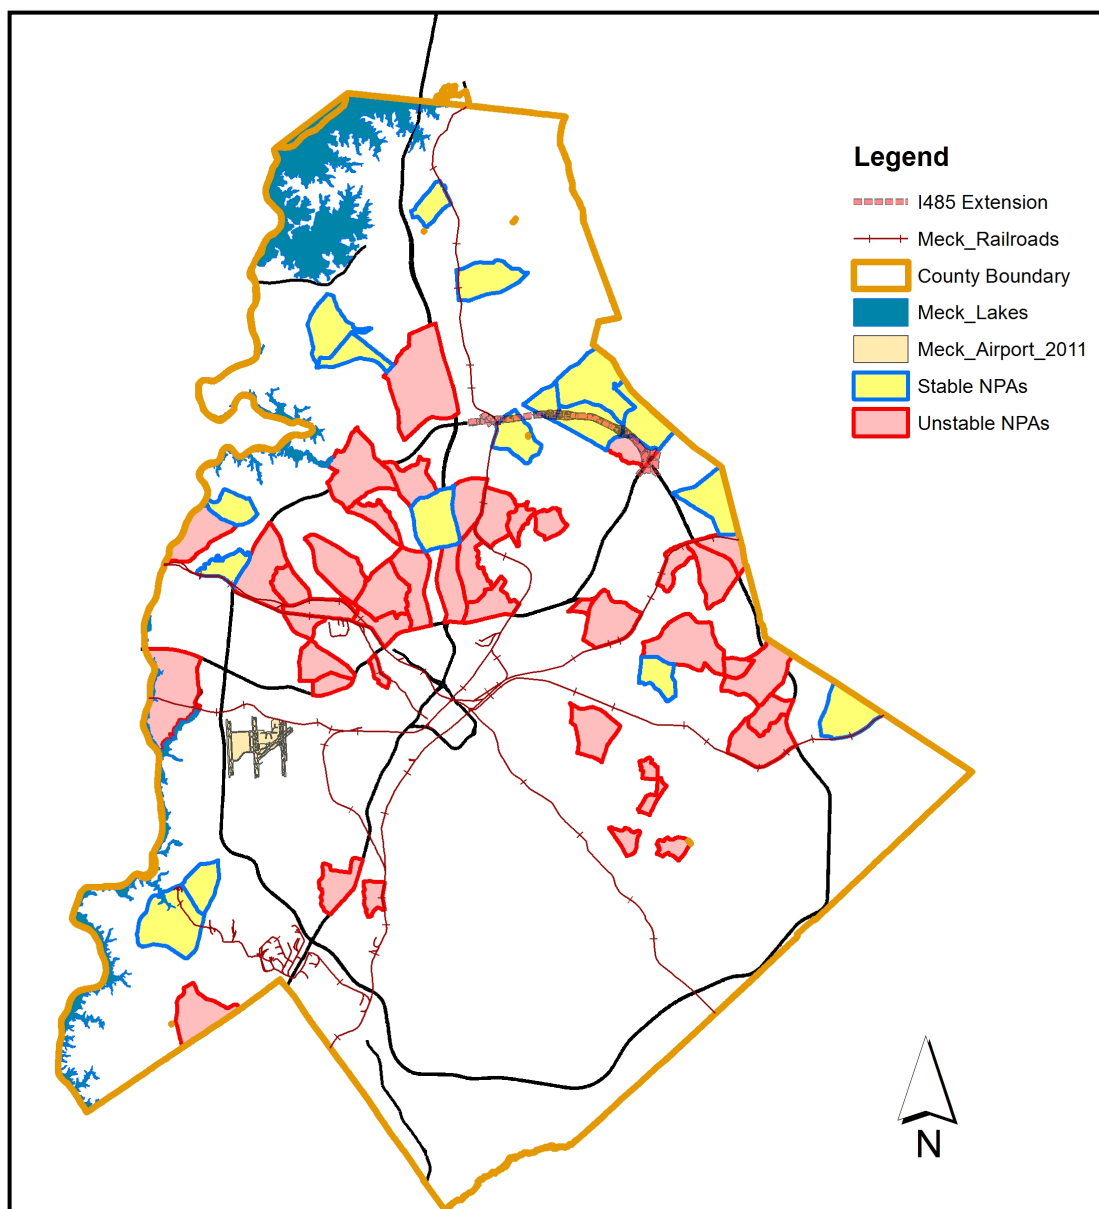 Legend
I485 Extension
Meck_Railroads
County Boundary
Meck_Lakes
Meck_Airport_2011
Stable NPAs
Unstable NPAs
N